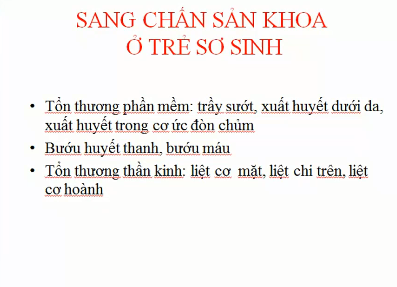 SANG CHẤN SẢN KHOA
Ở TRẺ SƠ SINH
• Tổn thương phần mềm: trầy sướt, xuất huyết dưới da,
xuất huyết trong cơ ức đòn chủm
• Bướu huyết thanh, bướu máu
• Tổn thương thần kinh: liệt cơ mặt, liệt chi trên, liệt
cơ hoành